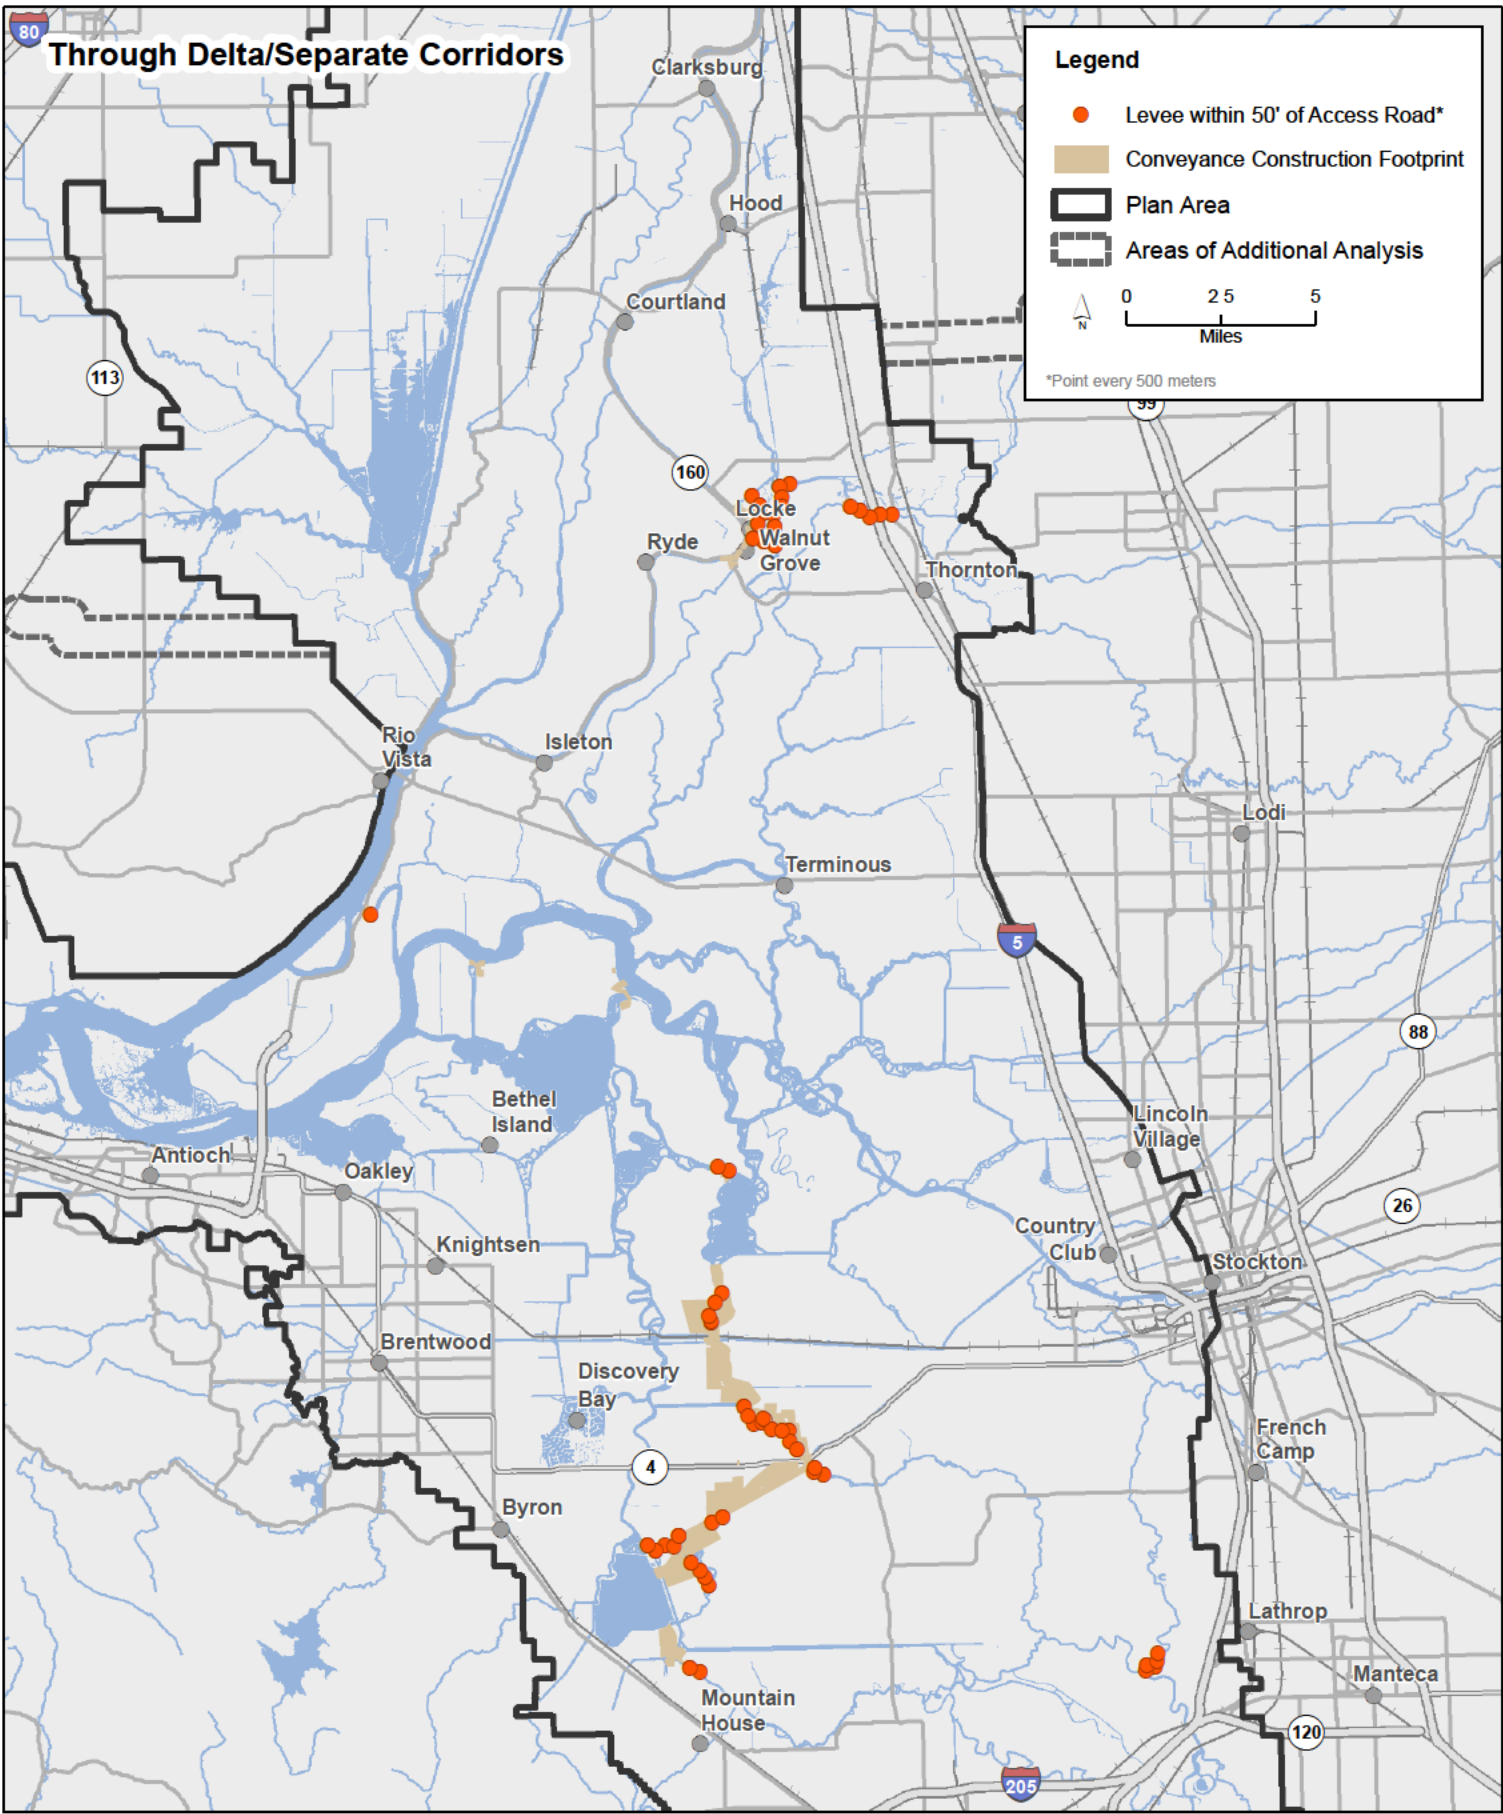 80
Through Delta/Separate Corridors
Clarksburg
Legend
Levee within 50' of Access Road*
Conveyance Construction Footprint
Plan Area
Areas of Additional Analysis
N
0 2 5 5
Miles
*Point every 500 meters
Hood
Courtland
113
99
160
Locke
Walnut
Grove
Ryde
Thornton
Rio
Vista
Isleton
Lodi
Terminous
5
88
Bethel
Island
Lincoln
Village
Antioch
Oakley
26
Country
Club
Knightsen
Stockton
Brentwood
Discovery
Bay
French
Camp
4
Byron
Lathrop
Manteca
Mountain
House
120
205